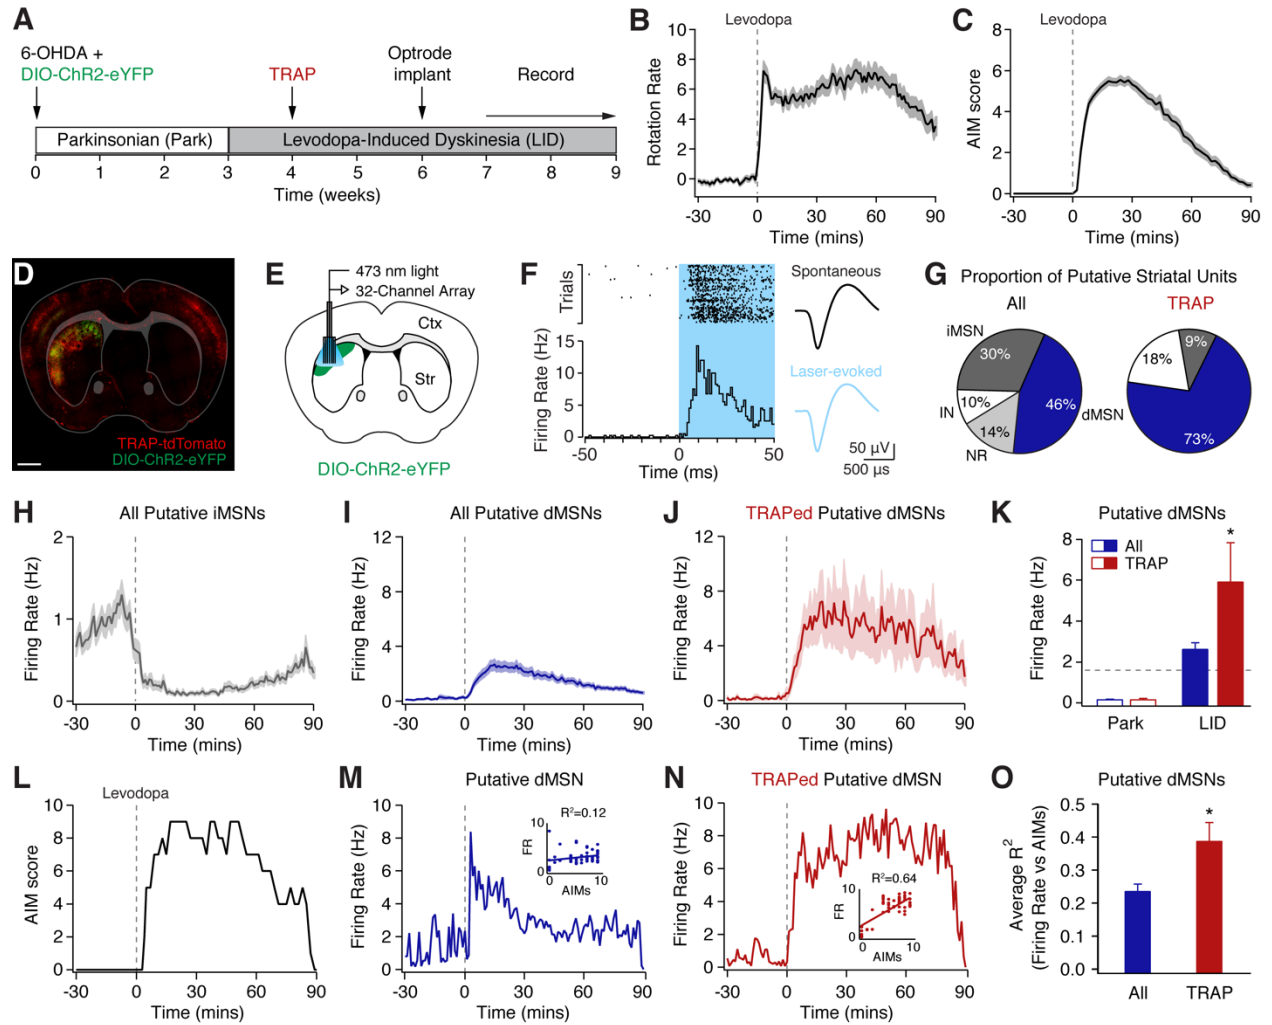 A
6-OHDA +
DIO-ChR2-eYFP
TRAP
Optrode
implant
Record
Parkinsonian (Park)
Levodopa-Induced Dyskinesia (LID)
0 1 2 3 4 5 6 7 8 9
Time (weeks)
B
Levodopa
Rotation Rate
10
8
6
4
2
0
-30 0 30 60 90
Time (mins)
C
Levodopa
AIM score
8
6
4
2
0
-30 0 30 60 90
Time (mins)
D
TRAP-tdTomato
DIO-ChR2-eYFP
E
473 nm light
32-Channel Array
Ctx
Str
DIO-ChR2-eYFP
F
Trials
Firing Rate (Hz)
15
10
5
0
-50 0 50
Time (ms)
Spontaneous
Laser-evoked
50 µV
500 µs
G
Proportion of Putative Striatal Units
All
TRAP
iMSN
30%
10%
IN
14%
NR
46%
dMSN
18%
9%
73%
H
All Putative iMSNs
Firing Rate (Hz)
2
1
0
-30 0 30 60 90
Time (mins)
I
All Putative dMSNs
Firing Rate (Hz)
12
8
4
0
-30 0 30 60 90
Time (mins)
J
TRAPed Putative dMSNs
Firing Rate (Hz)
12
8
4
0
-30 0 30 60 90
Time (mins)
K
Putative dMSNs
All
TRAP
*
Firing Rate (Hz)
8
6
4
2
0
Park LID
L
Levodopa
AIM score
10
8
6
4
2
0
-30 0 30 60 90
Time (mins)
M
Putative dMSN
Firing Rate (Hz)
10
8
6
4
2
0
-30 0 30 60 90
Time (mins)
R²=0.12
10
FR
0
0 10
AIMs
N
TRAPed Putative dMSN
Firing Rate (Hz)
10
8
6
4
2
0
-30 0 30 60 90
Time (mins)
R²=0.64
10
FR
0
0 10
AIMs
O
Putative dMSNs
*
Average R²
(Firing Rate vs AIMs)
0.5
0.4
0.3
0.2
0.1
0.0
All TRAP